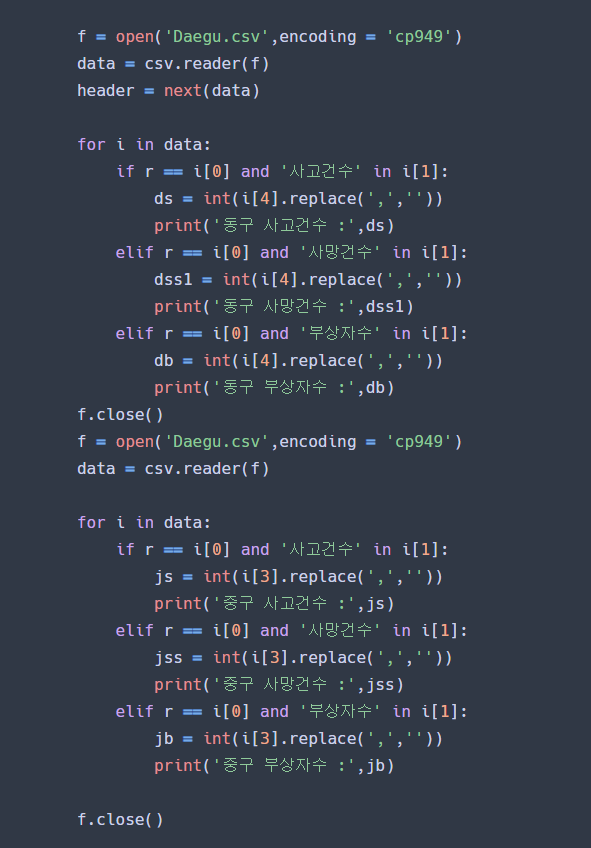 f = open('Daegu.csv',encoding = 'cp949')
data = csv.reader(f)
header = next(data)
for i in data:
if r == i[0] and '사고건수' in i[1]:
ds = int(i[4].replace(',',''))
print('동구 사고건수 :',ds)
elif r == i[0] and '사망건수' in i[1]:
dss1 = int(i[4].replace(',',''))
print('동구 사망건수 :',dss1)
elif r == i[0] and '부상자수' in i[1]:
db = int(i[4].replace(',',''))
print('동구 부상자수 :',db)
f.close()
f = open('Daegu.csv',encoding = 'cp949')
data = csv.reader(f)
for i in data:
if r == i[0] and '사고건수' in i[1]:
js = int(i[3].replace(',',''))
print('중구 사고건수 :',js)
elif r == i[0] and '사망건수' in i[1]:
jss = int(i[3].replace(',',''))
print('중구 사망건수 :',jss)
elif r == i[0] and '부상자수' in i[1]:
jb = int(i[3].replace(',',''))
print('중구 부상자수 :',jb)
f.close()